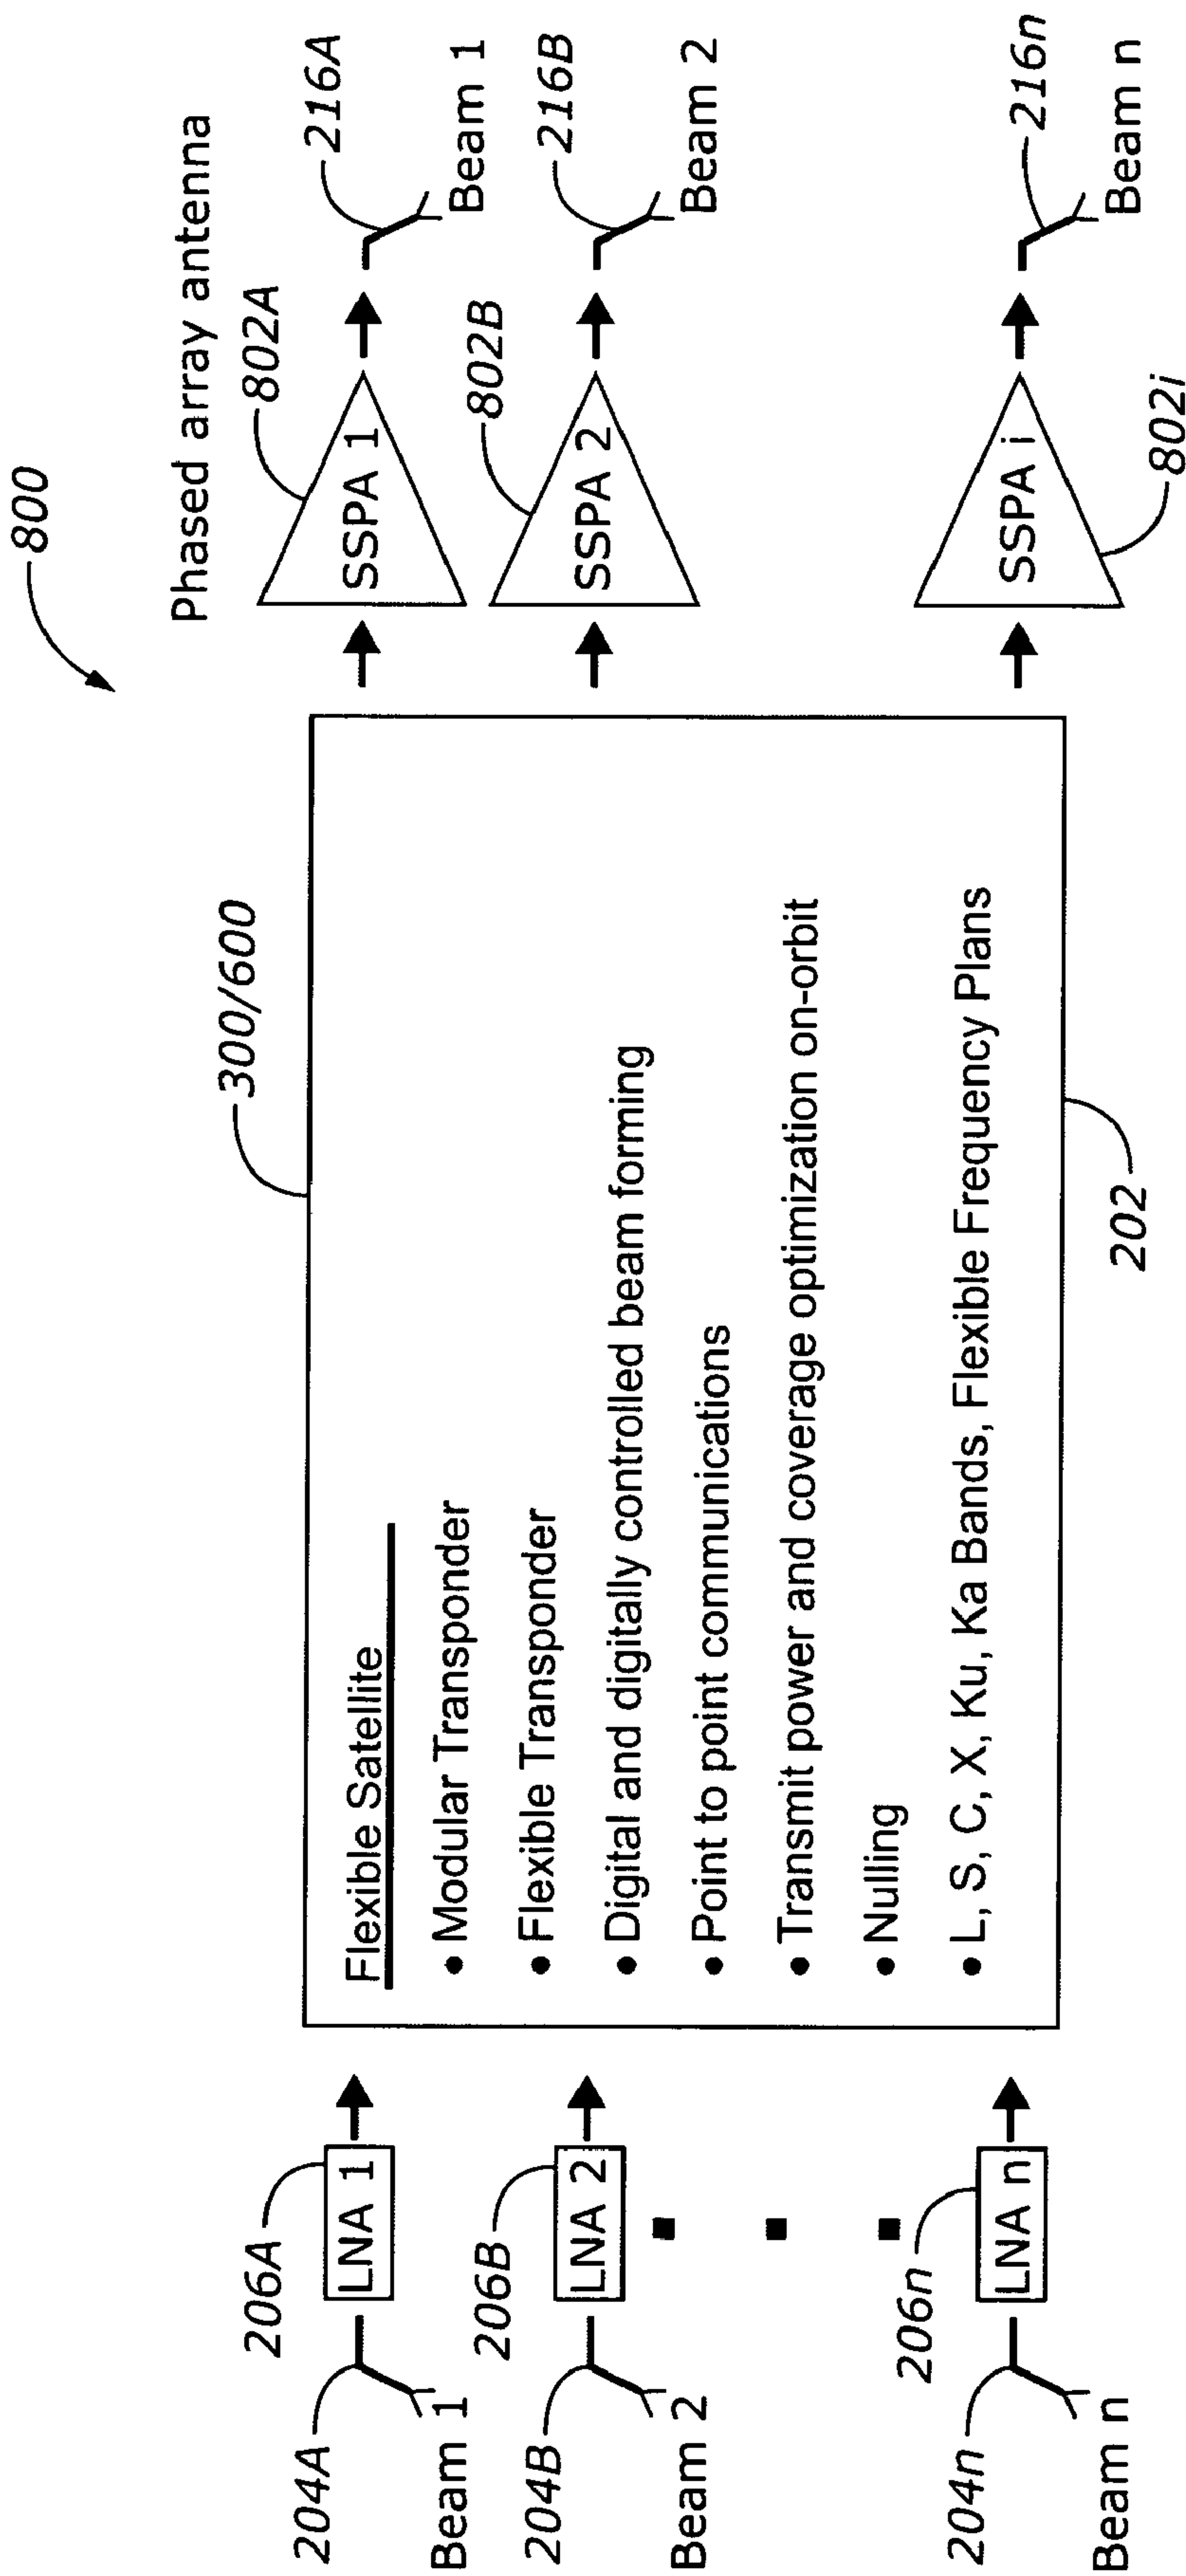 800
Phased array antenna
204A
Beam 1
206A
LNA 1
300/600
802A
SSPA 1
216A
Beam 1
204B
Beam 2
206B
LNA 2
802B
SSPA 2
216B
Beam 2
204n
Beam n
206n
LNA n
Flexible Satellite
• Modular Transponder
• Flexible Transponder
• Digital and digitally controlled beam forming
• Point to point communications
• Transmit power and coverage optimization on-orbit
• Nulling
• L, S, C, X, Ku, Ka Bands, Flexible Frequency Plans
202
SSPA i
802i
216n
Beam n